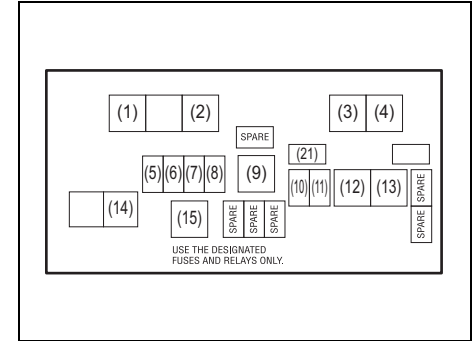 (1) (2) (3) (4)
SPARE
(21)
(5) (6) (7) (8) (9) (10) (11) (12) (13) SPARE
(14) (15) SPARE SPARE SPARE SPARE
USE THE DESIGNATED
FUSES AND RELAYS ONLY.